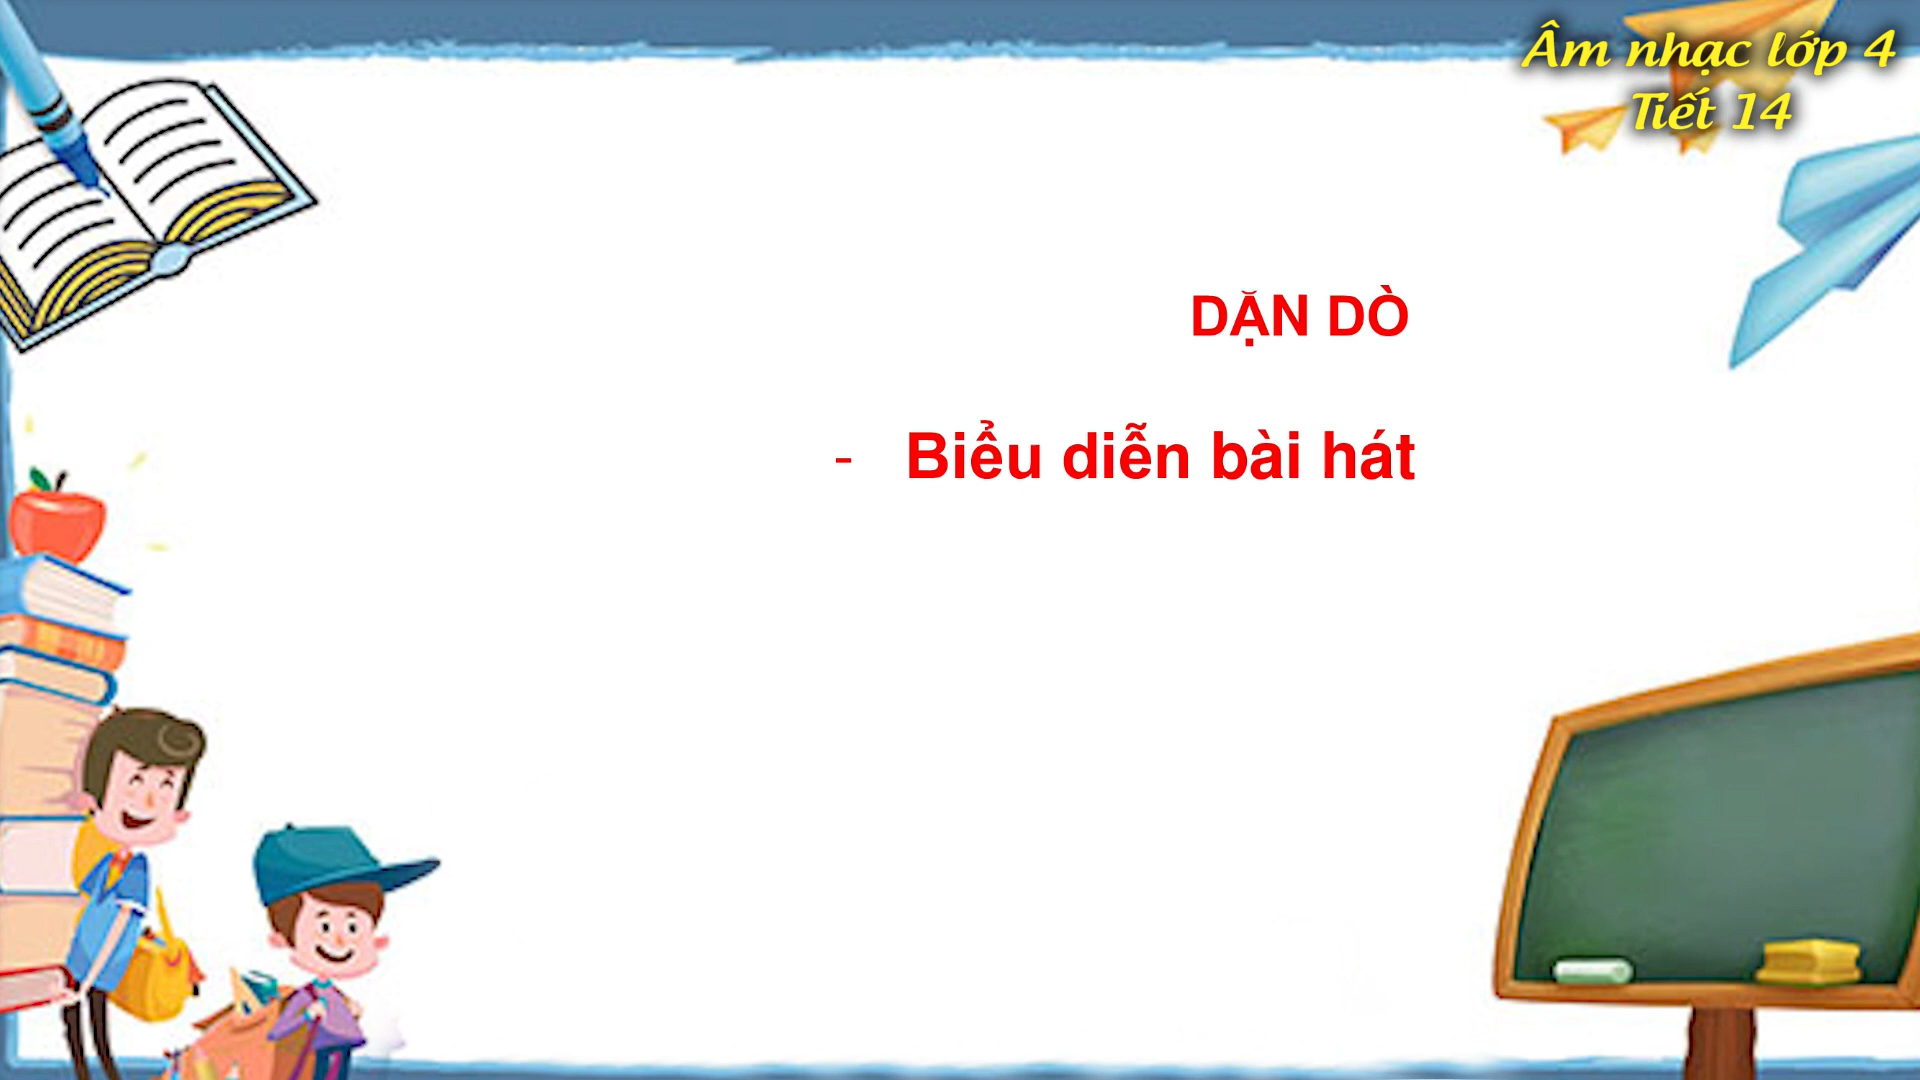 Âm nhạc lớp 4
Tiết 14
DẶN DÒ
- Biểu diễn bài hát